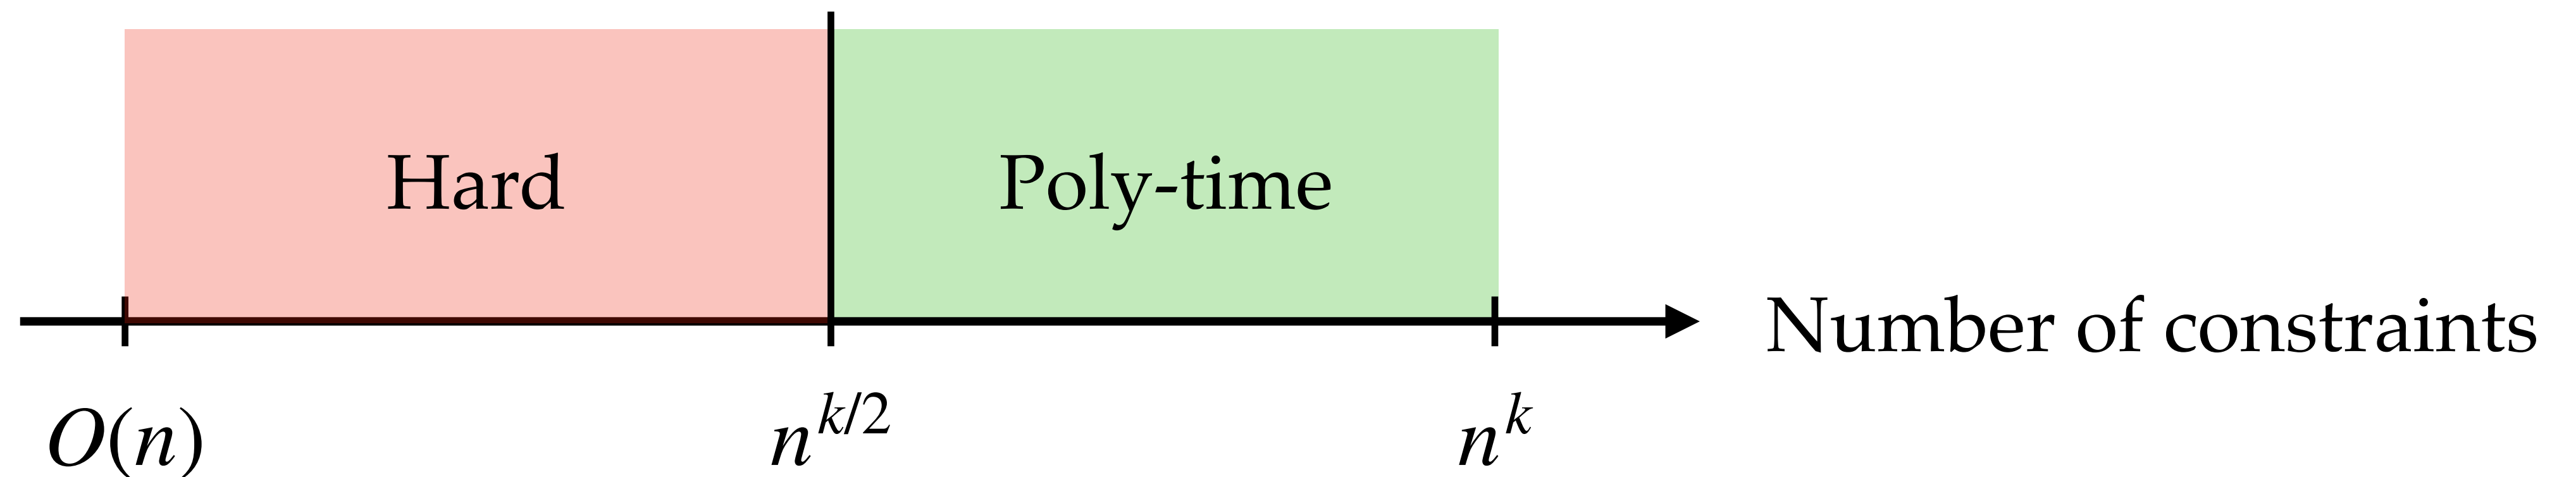 Hard
Poly-time
Number of constraints
O(n)
n^{k/2}
n^k